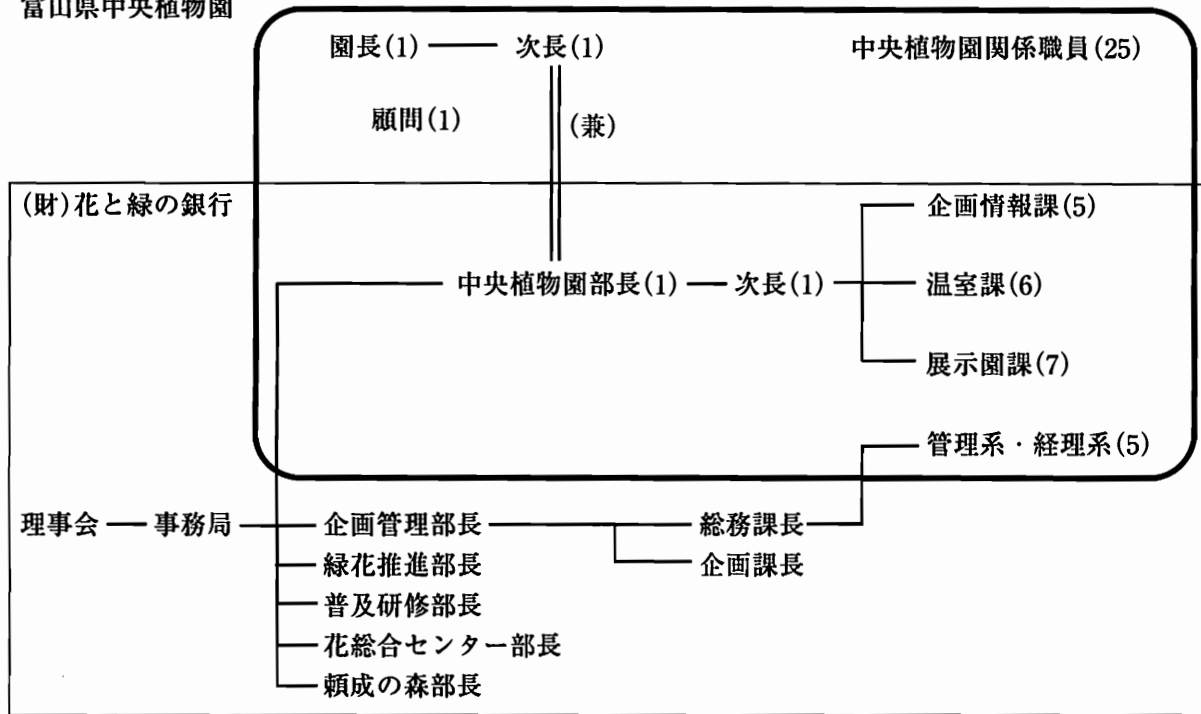 富山県中央植物園
園長(1) 次長(1) 中央植物園関係職員(25)
顧問(1) (兼)
(財)花と緑の銀行 企画情報課(5)
中央植物園部長(1) 次長(1) 温室課(6)
展示園課(7)
管理系・経理系(5)
理事会 事務局 企画管理部長 総務課長
緑花推進部長 企画課長
普及研修部長
花総合センター部長
頼成の森部長